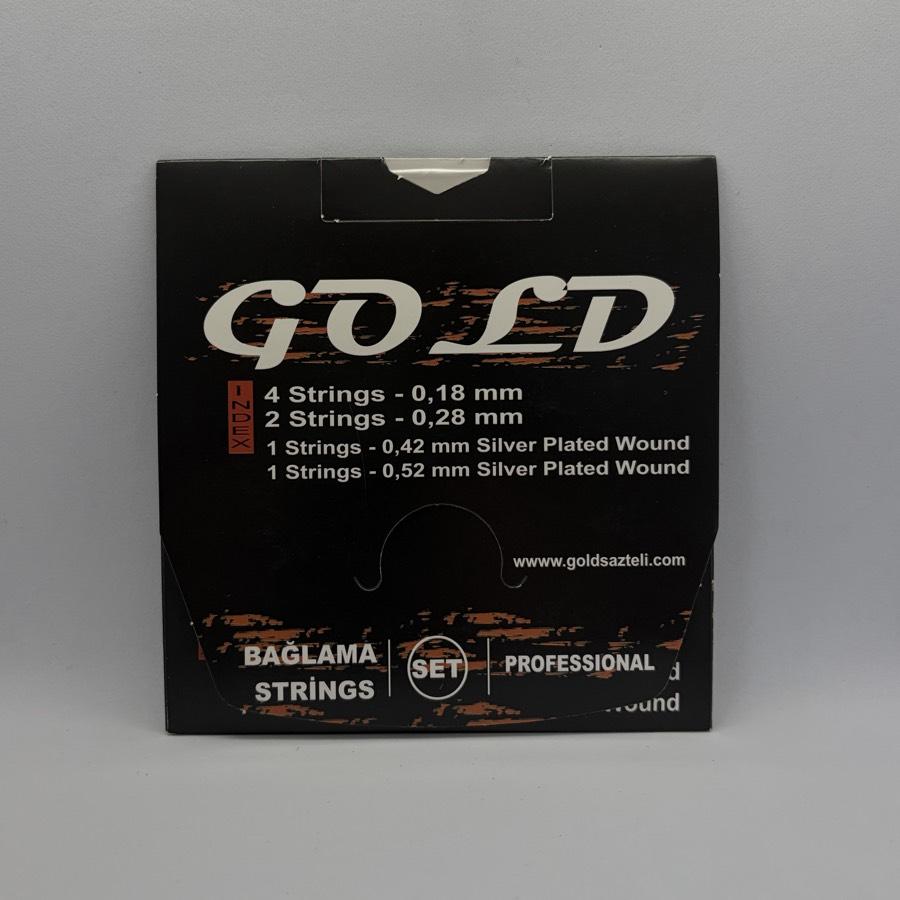 GOLD
INDEX
4 Strings - 0,18 mm
2 Strings - 0,28 mm
1 Strings - 0,42 mm Silver Plated Wound
1 Strings - 0,52 mm Silver Plated Wound
www.goldsazteli.com
BAĞLAMA
STRİNGS
SET
PROFESSIONAL